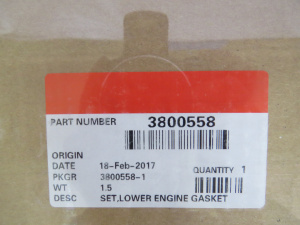 PART NUMBER 3800558
ORIGIN
DATE 18-Feb-2017
QUANTITY 1
PKGR 3800558-1
WT 1.5
DESC SET,LOWER ENGINE GASKET